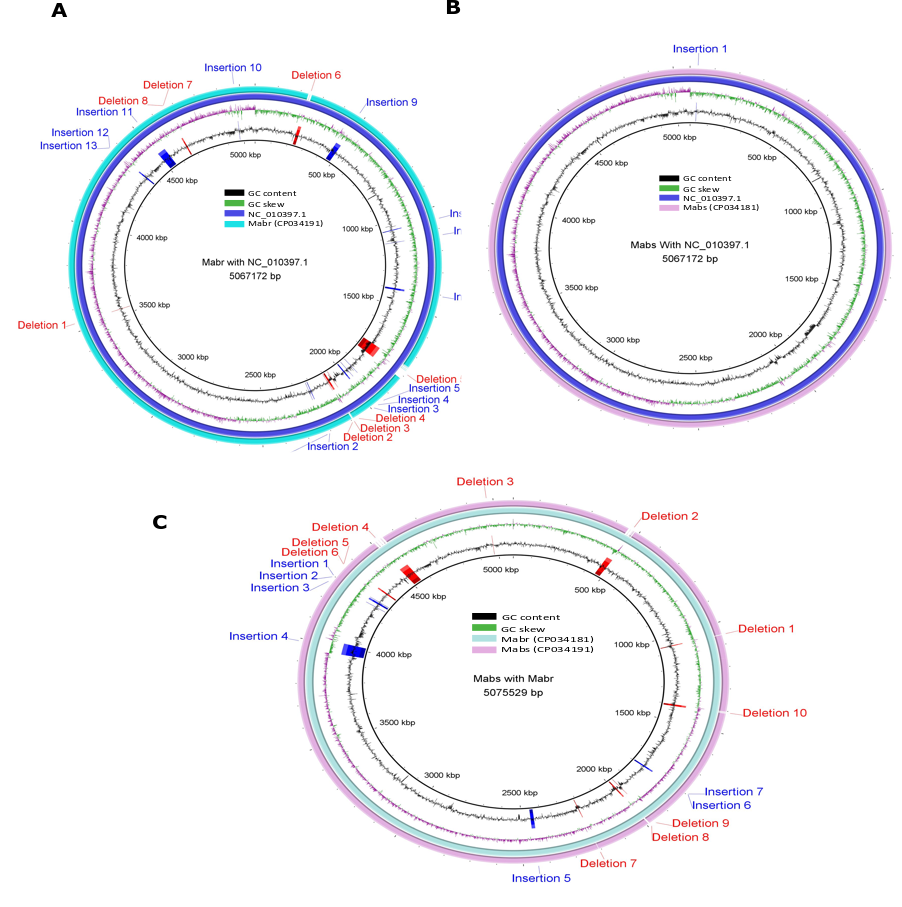 A
Insertion 10
Deletion 6
Deletion 7
Deletion 8
Insertion 9
Insertion 11
Insertion 12
Insertion 13
5000 kbp
500 kbp
4500 kbp
1000 kbp
4000 kbp
1500 kbp
3500 kbp
2000 kbp
3000 kbp
2500 kbp
GC content
GC skew
NC_010397.1
Mabr (CP034191)
Mabr with NC_010397.1
5067172 bp
Deletion 1
Deletion
Insertion 5
Insertion 4
Insertion 3
Deletion 4
Deletion 3
Deletion 2
Insertion 2
B
Insertion 1
5000 kbp
500 kbp
4500 kbp
1000 kbp
4000 kbp
1500 kbp
3500 kbp
2000 kbp
3000 kbp
2500 kbp
GC content
GC skew
NC_010397.1
Mabs (CP034181)
Mabs With NC_010397.1
5067172 bp
C
Deletion 3
Deletion 2
Deletion 4
Deletion 5
Deletion 6
Insertion 1
Insertion 2
Insertion 3
Insertion 4
Deletion 1
Deletion 10
5000 kbp
500 kbp
4500 kbp
1000 kbp
4000 kbp
1500 kbp
3500 kbp
2000 kbp
3000 kbp
2500 kbp
GC content
GC skew
Mabr (CP034181)
Mabs (CP034191)
Mabs with Mabr
5075529 bp
Insertion 7
Insertion 6
Deletion 9
Deletion 8
Deletion 7
Insertion 5